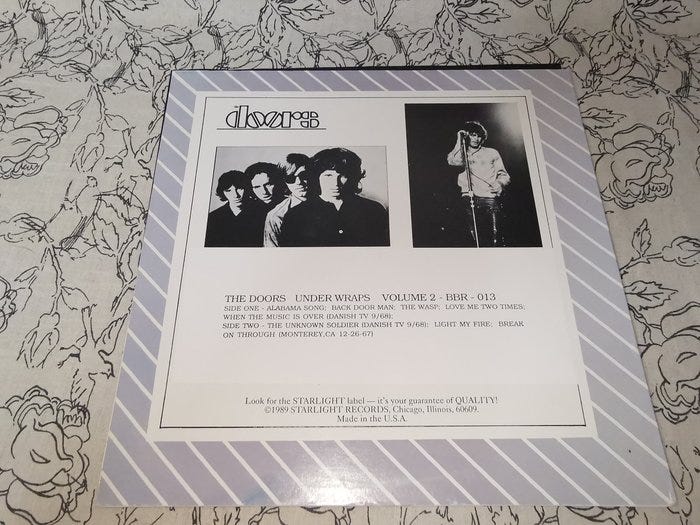 the doors
THE DOORS UNDER WRAPS VOLUME 2 - BBR - 013
SIDE ONE - ALABAMA SONG; BACK DOOR MAN; THE WASP; LOVE ME TWO TIMES;
WHEN THE MUSIC IS OVER (DANISH TV 9/68);
SIDE TWO - THE UNKNOWN SOLDIER (DANISH TV 9/68); LIGHT MY FIRE; BREAK
ON THROUGH (MONTEREY,CA 12-26-67)
Look for the STARLIGHT label — it's your guarantee of QUALITY!
©1989 STARLIGHT RECORDS, Chicago, Illinois, 60609.
Made in the U.S.A.